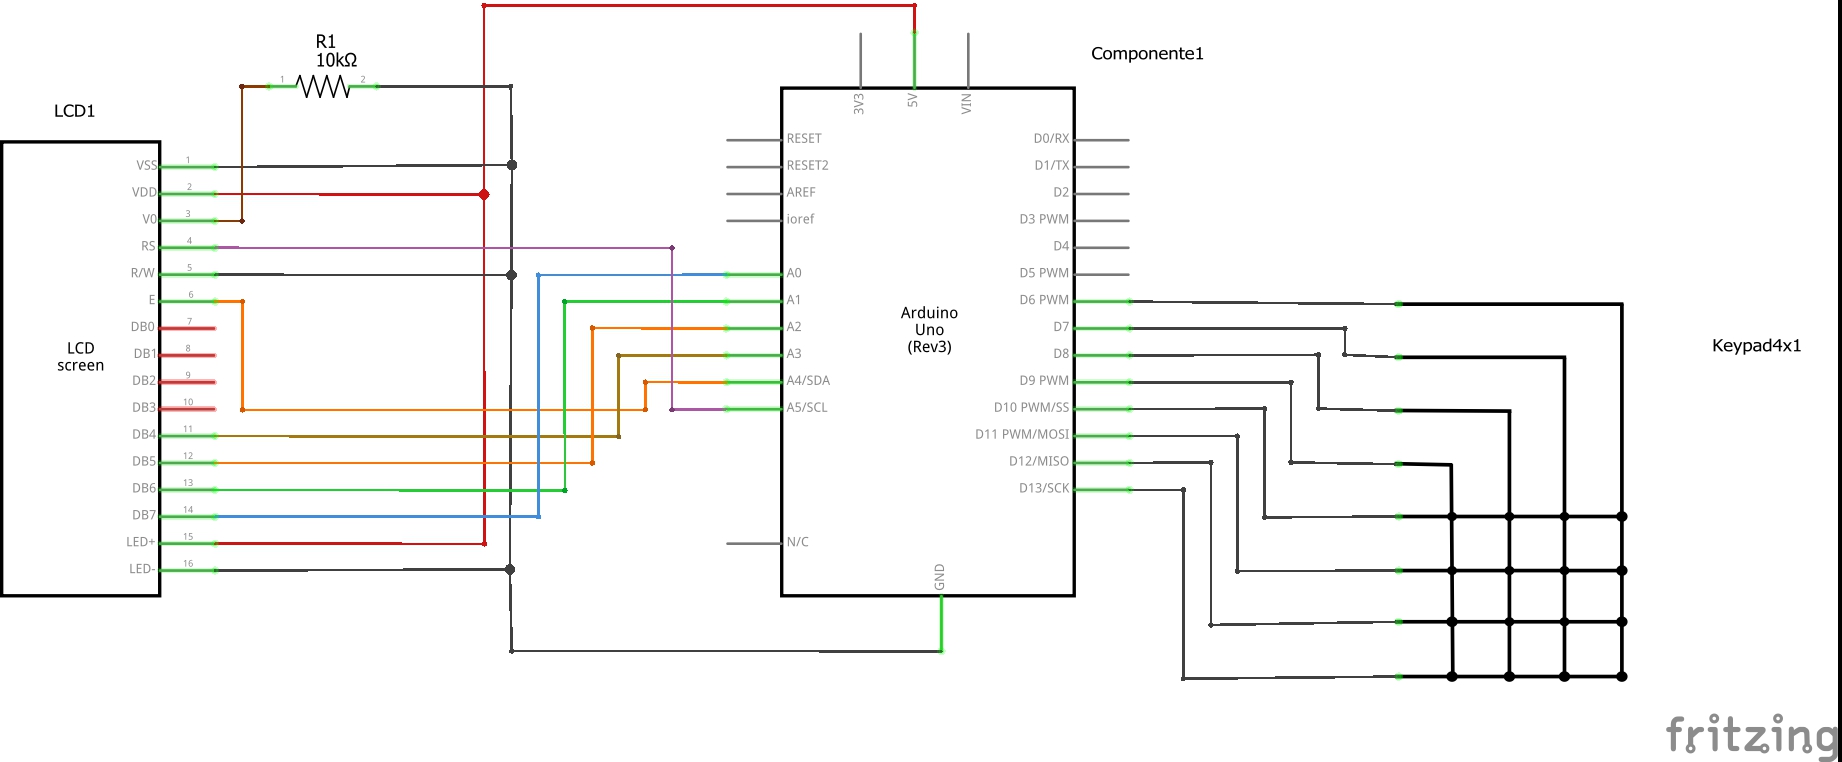 R1
10kΩ
1
2
LCD1
VSS
1
VDD
2
V0
3
RS
4
R/W
5
E
6
DB0
7
DB1
8
DB2
9
DB3
10
DB4
11
DB5
12
DB6
13
DB7
14
LED+
15
LED-
16
LCD
screen
Componente1
3V3
5V
VIN
RESET
RESET2
AREF
ioref
A0
A1
A2
A3
A4/SDA
A5/SCL
N/C
Arduino
Uno
(Rev3)
D0/RX
D1/TX
D2
D3 PWM
D4
D5 PWM
D6 PWM
D7
D8
D9 PWM
D10 PWM/SS
D11 PWM/MOSI
D12/MISO
D13/SCK
GND
Keypad4x1
fritzing